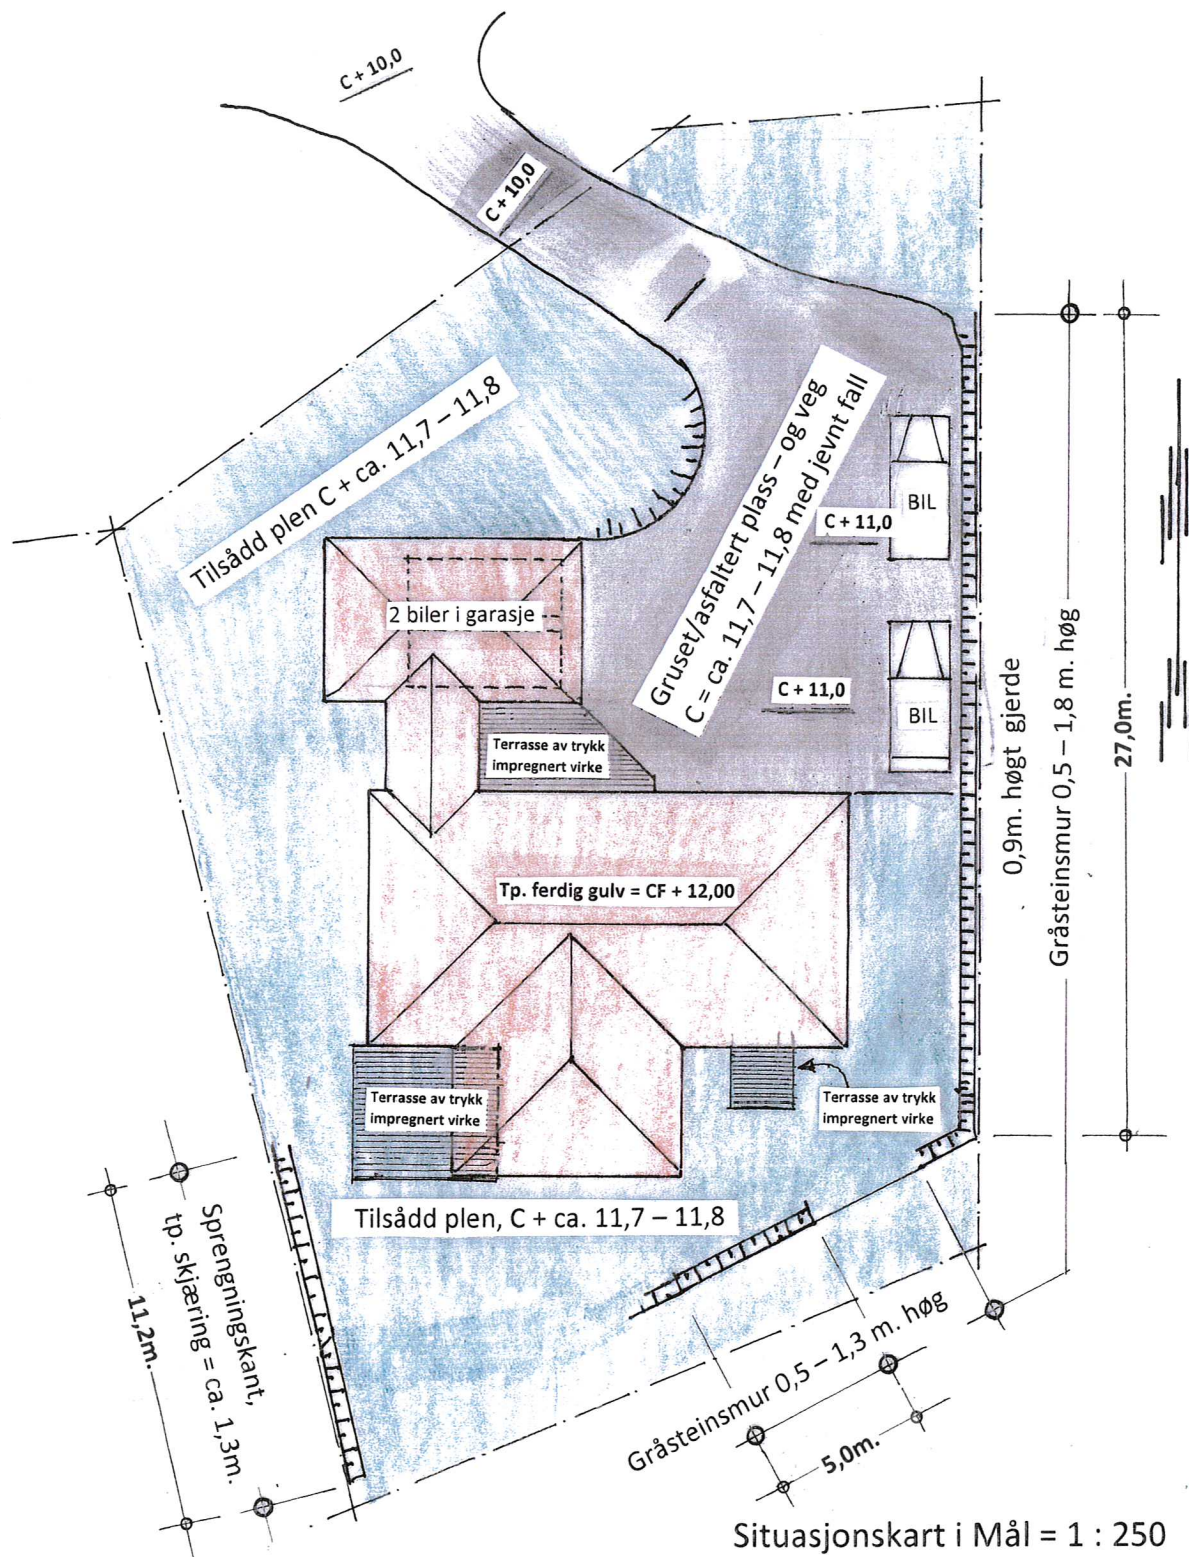 C + 10,0
C + 10,0
Tilsådd plen C + ca. 11,7 – 11,8
Gruset/asfaltert plass – og veg
C = ca. 11,7 – 11,8 med jevnt fall
BIL
C + 11,0
2 biler i garasje
C + 11,0
BIL
0,9m. høgt gjerde
Gråsteinsmur 0,5 – 1,8 m. høg
27,0m.
Terrasse av trykk
impregnert virke
Tp. ferdig gulv = CF + 12,00
Terrasse av trykk
impregnert virke
Terrasse av trykk
impregnert virke
Tilsådd plen, C + ca. 11,7 – 11,8
Sprengningskant,
tp. skjæring = ca. 1,3m.
11,2m.
Gråsteinsmur 0,5 – 1,3 m. høg
5,0m.
Situasjonskart i Mål = 1 : 250